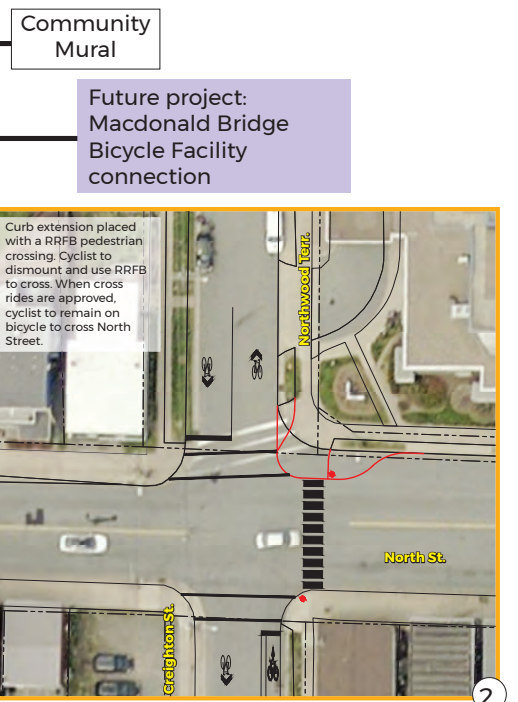 Community
Mural
Future project:
Macdonald Bridge
Bicycle Facility
connection
Curb extension placed
with a RRFB pedestrian
crossing. Cyclist to
dismount and use RRFB
to cross. When cross
rides are approved,
cyclist to remain on
bicycle to cross North
Street.
Northwood Terr.
North St.
Creighton St.
2